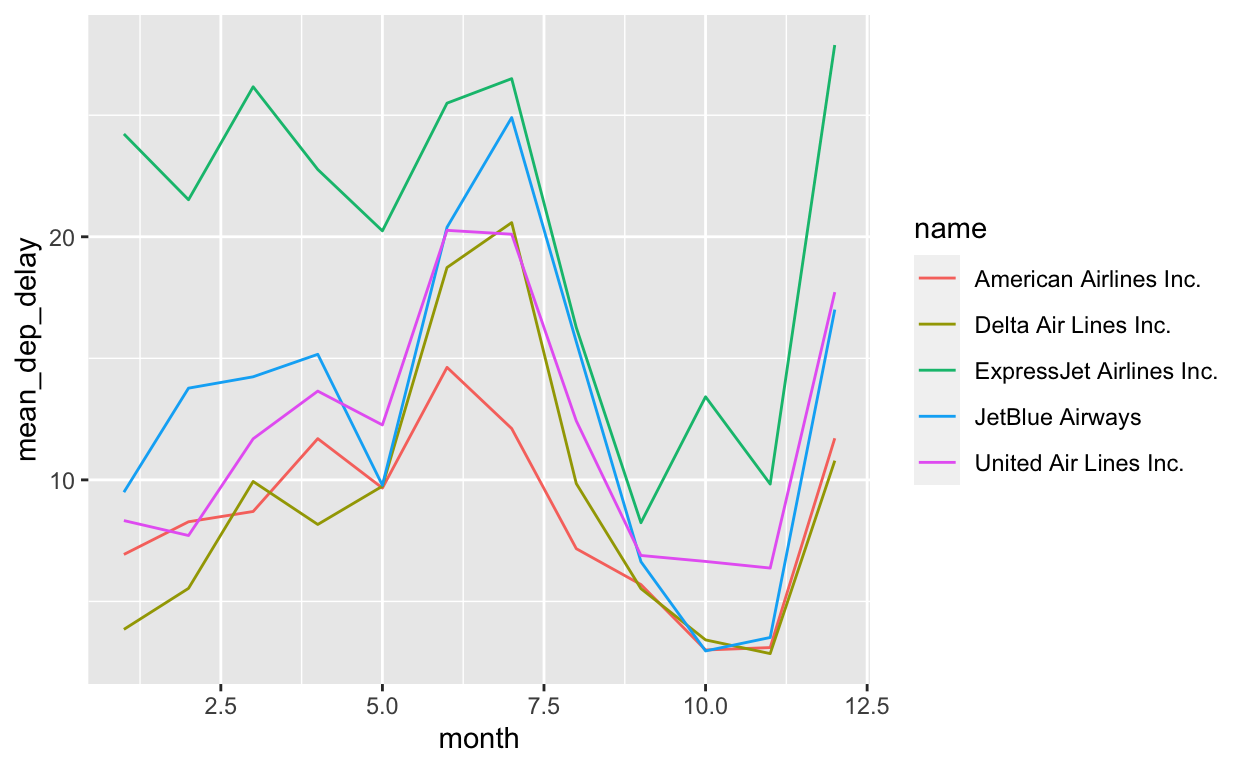 mean_dep_delay
20
10
2.5
5.0
7.5
10.0
12.5
month
name
American Airlines Inc.
Delta Air Lines Inc.
ExpressJet Airlines Inc.
JetBlue Airways
United Air Lines Inc.